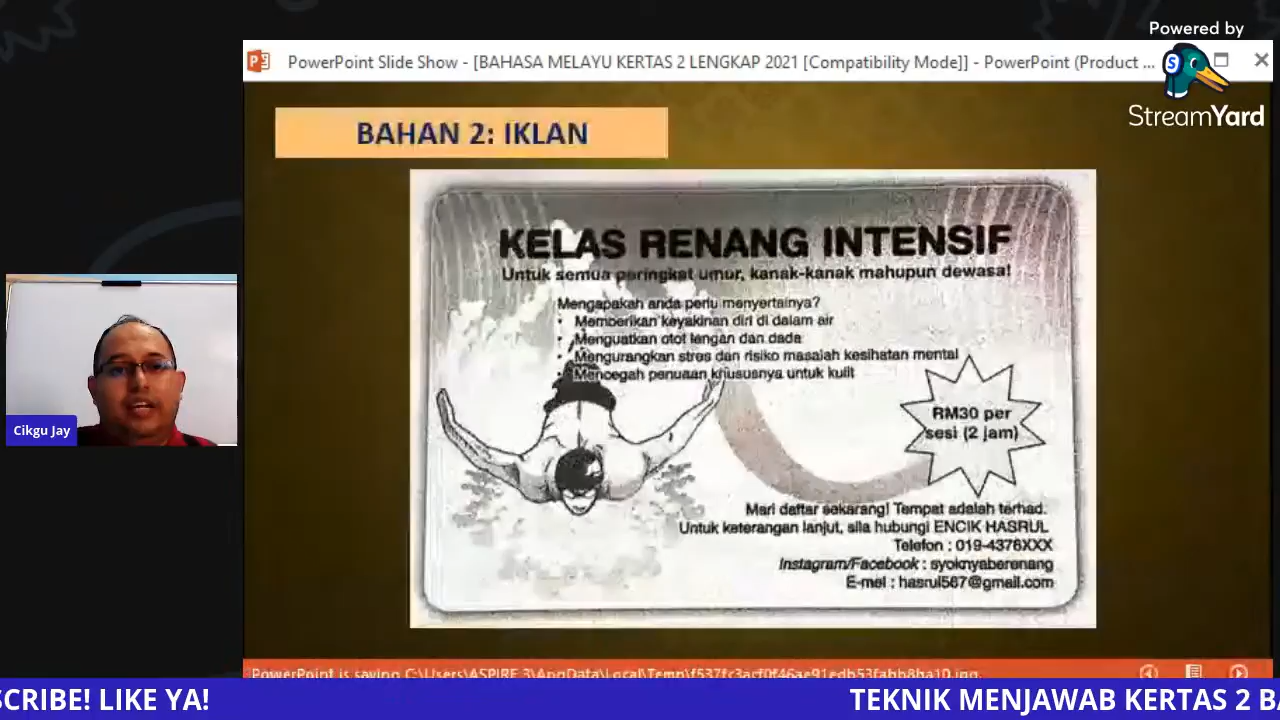 Powered by
StreamYard
PowerPoint Slide Show - [BAHASA MELAYU KERTAS 2 LENGKAP 2021 [Compatibility Mode]] - PowerPoint (Product ...
BAHAN 2: IKLAN
KELAS RENANG INTENSIF
Untuk semua peringkat umur, kanak-kanak mahupun dewasa!
Mengapakah anda perlu menyertainya?
• Memberikan keyakinan diri di dalam air
• Menguatkan otot lengan dan dada
• Mengurangkan stres dan risiko masalah kesihatan mental
• Mencegah penuaan khususnya untuk kulit
RM30 per
sesi (2 jam)
Mari daftar sekarang! Tempat adalah terhad.
Untuk keterangan lanjut, sila hubungi ENCIK HASRUL
Telefon : 019-4376XXX
Instagram/Facebook : syoknyaberenang
E-mel : hasrul567@gmail.com
Cikgu Jay
PowerPoint is saving
SCRIBE! LIKE YA!
TEKNIK MENJAWAB KERTAS 2 BA